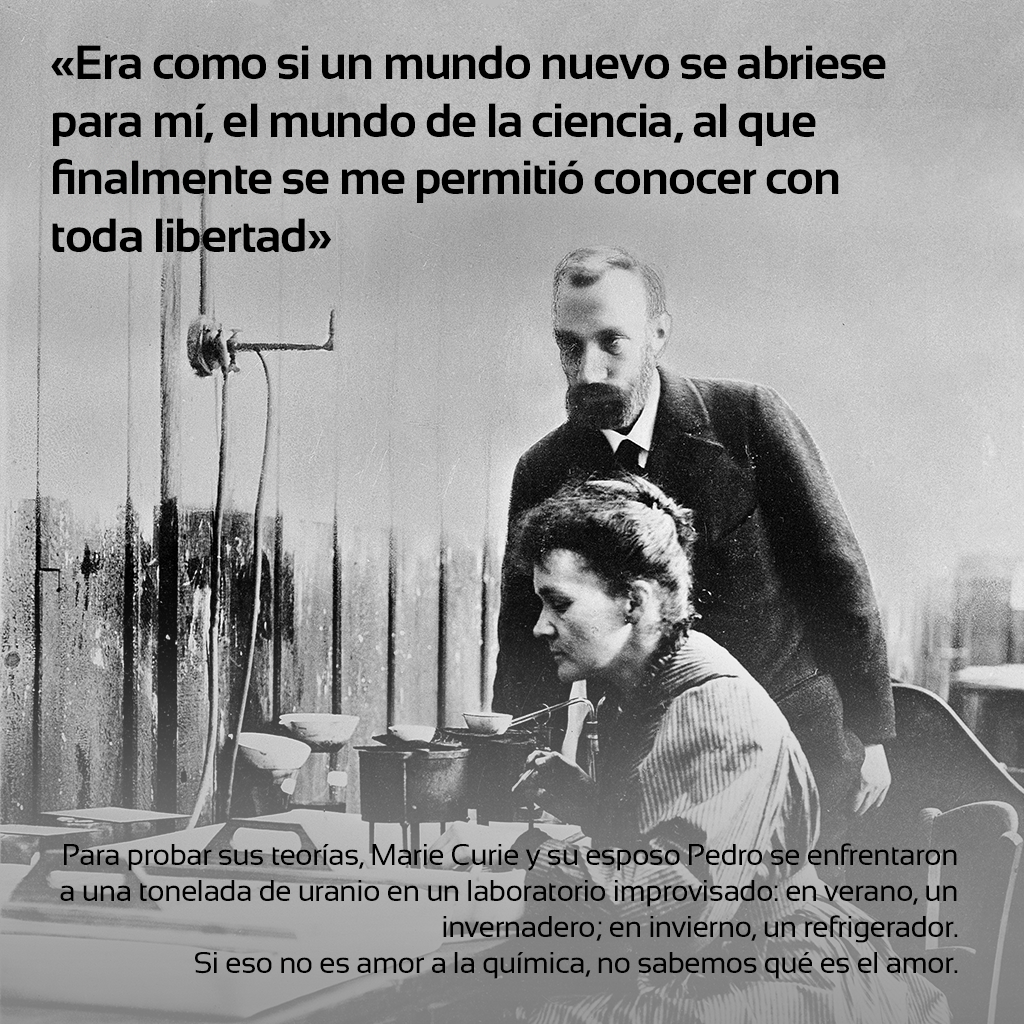 «Era como si un mundo nuevo se abriese
para mí, el mundo de la ciencia, al que
finalmente se me permitió conocer con
toda libertad»
Para probar sus teorías, Marie Curie y su esposo Pedro se enfrentaron
a una tonelada de uranio en un laboratorio improvisado: en verano, un
invernadero; en invierno, un refrigerador.
Si eso no es amor a la química, no sabemos qué es el amor.